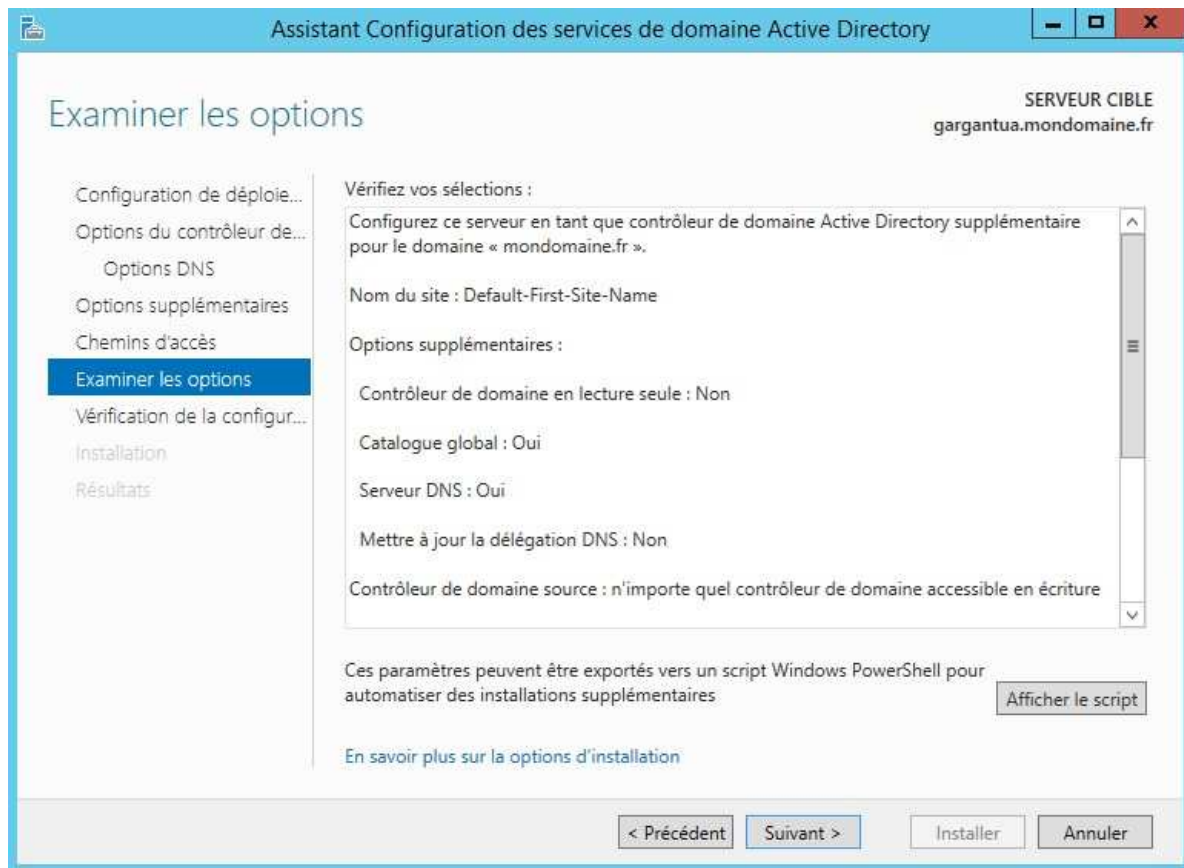 Assistant Configuration des services de domaine Active Directory
Examiner les options
SERVEUR CIBLE
gargantua.mondomaine.fr
Configuration de déploie...
Options du contrôleur de...
Options DNS
Options supplémentaires
Chemins d'accès
Examiner les options
Vérification de la configur...
Installation
Résultats
Vérifiez vos sélections :
Configurez ce serveur en tant que contrôleur de domaine Active Directory supplémentaire
pour le domaine « mondomaine.fr ».
Nom du site : Default-First-Site-Name
Options supplémentaires :
Contrôleur de domaine en lecture seule : Non
Catalogue global : Oui
Serveur DNS : Oui
Mettre à jour la délégation DNS : Non
Contrôleur de domaine source : n'importe quel contrôleur de domaine accessible en écriture
Ces paramètres peuvent être exportés vers un script Windows PowerShell pour
automatiser des installations supplémentaires
Afficher le script
En savoir plus sur la options d'installation
< Précédent
Suivant >
Installer
Annuler